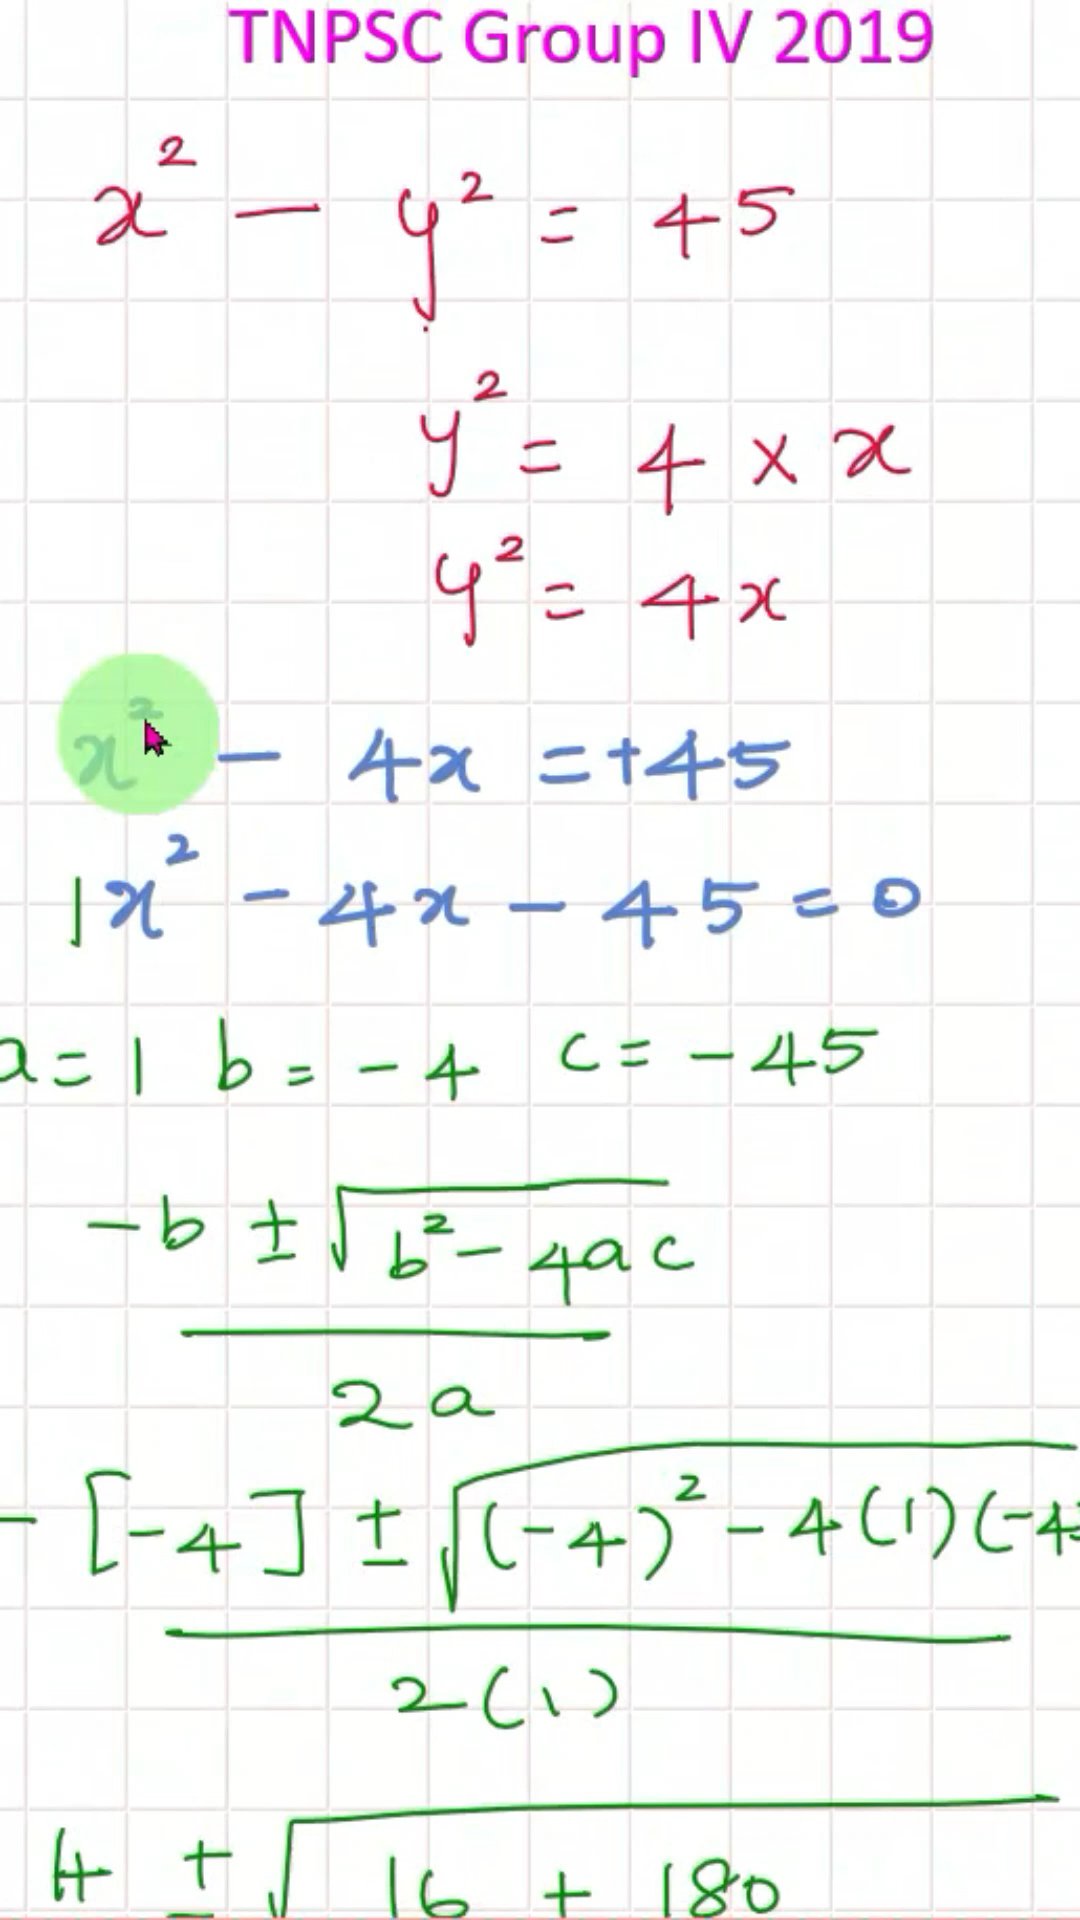 TNPSC Group IV 2019
x² - y² = 45
y² = 4 × x
y² = 4x
x² - 4x = +45
1x² - 4x - 45 = 0
a = 1 b = -4 c = -45
-b ± √b² - 4ac
2a
- [-4] ± √(-4)² - 4(1)(-4
2(1)
4 ± √16 + 180